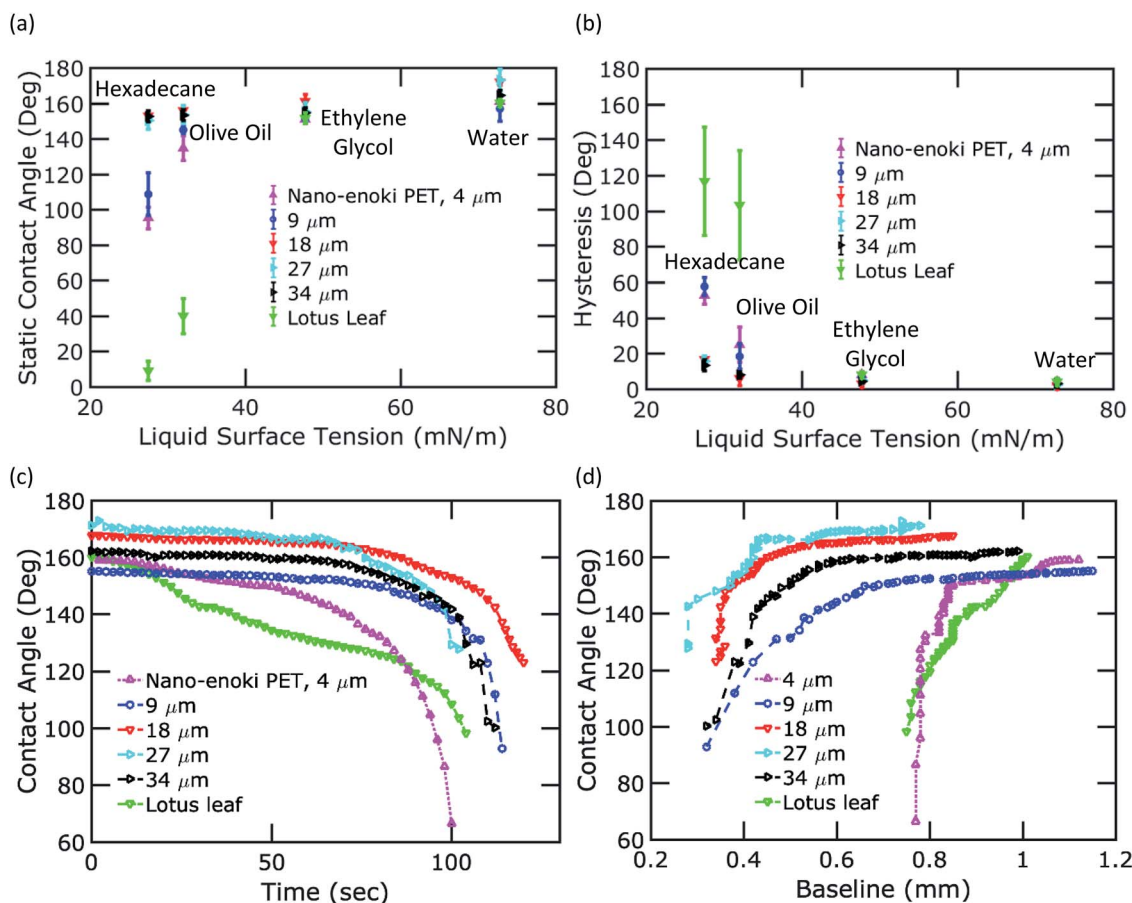 (a)
180
160
140
120
100
80
60
40
20
0
20
40
60
80
Static Contact Angle (Deg)
Liquid Surface Tension (mN/m)
Hexadecane
Olive Oil
Ethylene
Glycol
Water
Nano-enoki PET, 4 μm
9 μm
18 μm
27 μm
34 μm
Lotus Leaf
(b)
180
160
140
120
100
80
60
40
20
0
20
40
60
80
Hysteresis (Deg)
Liquid Surface Tension (mN/m)
Nano-enoki PET, 4 μm
9 μm
18 μm
27 μm
34 μm
Lotus Leaf
Hexadecane
Olive Oil
Ethylene
Glycol
Water
(c)
180
160
140
120
100
80
60
0
50
100
Contact Angle (Deg)
Time (sec)
Nano-enoki PET, 4 μm
9 μm
18 μm
27 μm
34 μm
Lotus leaf
(d)
180
160
140
120
100
80
60
0.2
0.4
0.6
0.8
1
1.2
Contact Angle (Deg)
Baseline (mm)
4 μm
9 μm
18 μm
27 μm
34 μm
Lotus leaf